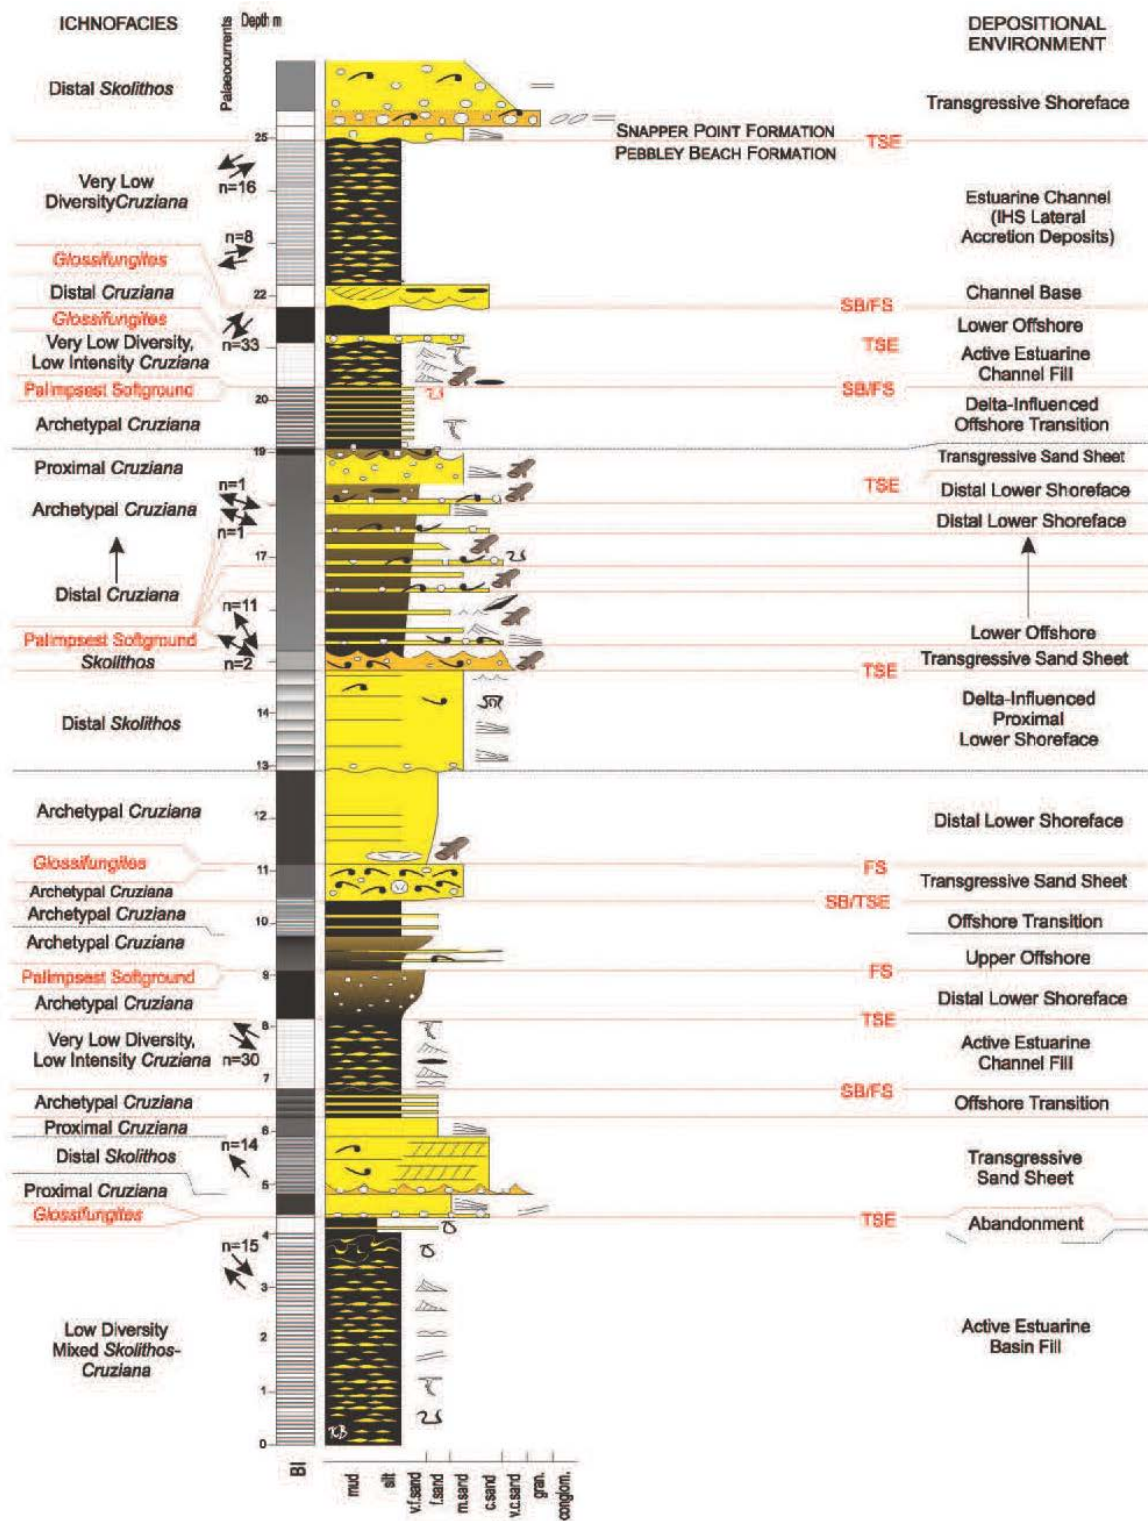 ICHNOFACIES
Palaeocurrents
Depth m
DEPOSITIONAL
ENVIRONMENT
Distal Skolithos
Transgressive Shoreface
SNAPPER POINT FORMATION
25
TSE
PEBBLEY BEACH FORMATION
Very Low
DiversityCruziana
n=16
Estuarine Channel
(IHS Lateral
Accretion Deposits)
n=8
Glossifungites
Distal Cruziana
22
Channel Base
SB/FS
Glossifungites
Lower Offshore
Very Low Diversity,
Low Intensity Cruziana
n=33
TSE
Active Estuarine
Channel Fill
Palimpsest Softground
SB/FS
20
Archetypal Cruziana
Delta-Influenced
Offshore Transition
19
Proximal Cruziana
Transgressive Sand Sheet
n=1
TSE
Distal Lower Shoreface
Archetypal Cruziana
n=1
Distal Lower Shoreface
17
Distal Cruziana
n=11
Palimpsest Softground
Lower Offshore
Skolithos
n=2
Transgressive Sand Sheet
TSE
14
Distal Skolithos
Delta-Influenced
Proximal
Lower Shoreface
13
Archetypal Cruziana
12
Distal Lower Shoreface
Glossifungites
11
FS
Archetypal Cruziana
Transgressive Sand Sheet
SB/TSE
Archetypal Cruziana
10
Offshore Transition
Archetypal Cruziana
Upper Offshore
Palimpsest Softground
9
FS
Archetypal Cruziana
Distal Lower Shoreface
8
TSE
Very Low Diversity,
Low Intensity Cruziana
n=30
Active Estuarine
Channel Fill
7
SB/FS
Archetypal Cruziana
Offshore Transition
Proximal Cruziana
6
Distal Skolithos
n=14
Transgressive
Sand Sheet
Proximal Cruziana
5
Glossifungites
TSE
Abandonment
4
n=15
3
Low Diversity
Mixed Skolithos-
Cruziana
2
Active Estuarine
Basin Fill
1
KB
0
BI
mud
silt
v.f.sand
f.sand
m.sand
c.sand
v.c.sand
gran.
conglom.